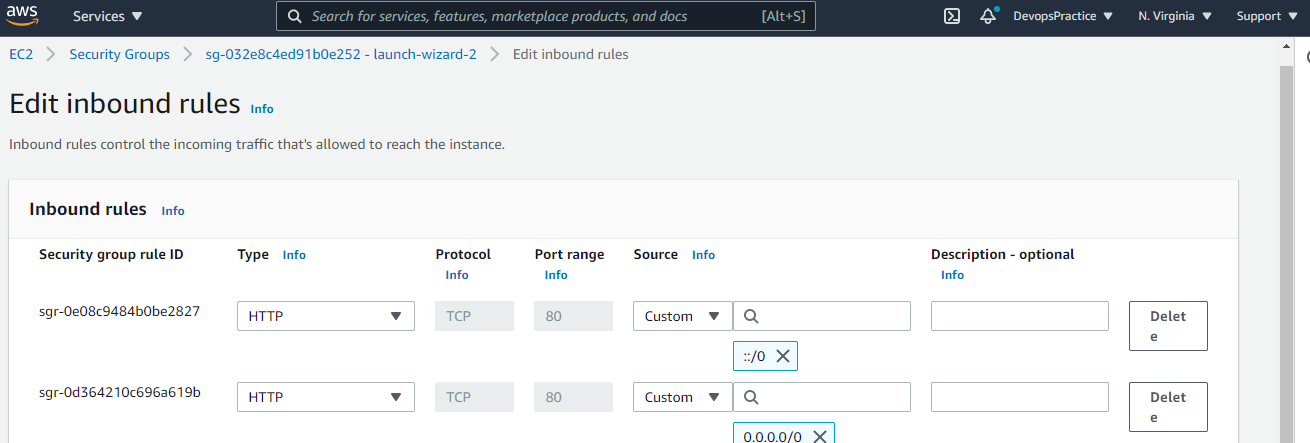 aws Services Search for services, features, marketplace products, and docs [Alt+S] DevopsPractice N. Virginia Support
EC2 Security Groups sg-032e8c4ed91b0e252 - launch-wizard-2 Edit inbound rules
Edit inbound rules Info
Inbound rules control the incoming traffic that's allowed to reach the instance.
Inbound rules Info
Security group rule ID Type Info Protocol Port range Source Info Description - optional
Info Info Info
sgr-0e08c9484b0be2827 HTTP TCP 80 Custom Delet
e
::/0
sgr-0d364210c696a619b HTTP TCP 80 Custom Delet
e
0.0.0.0/0